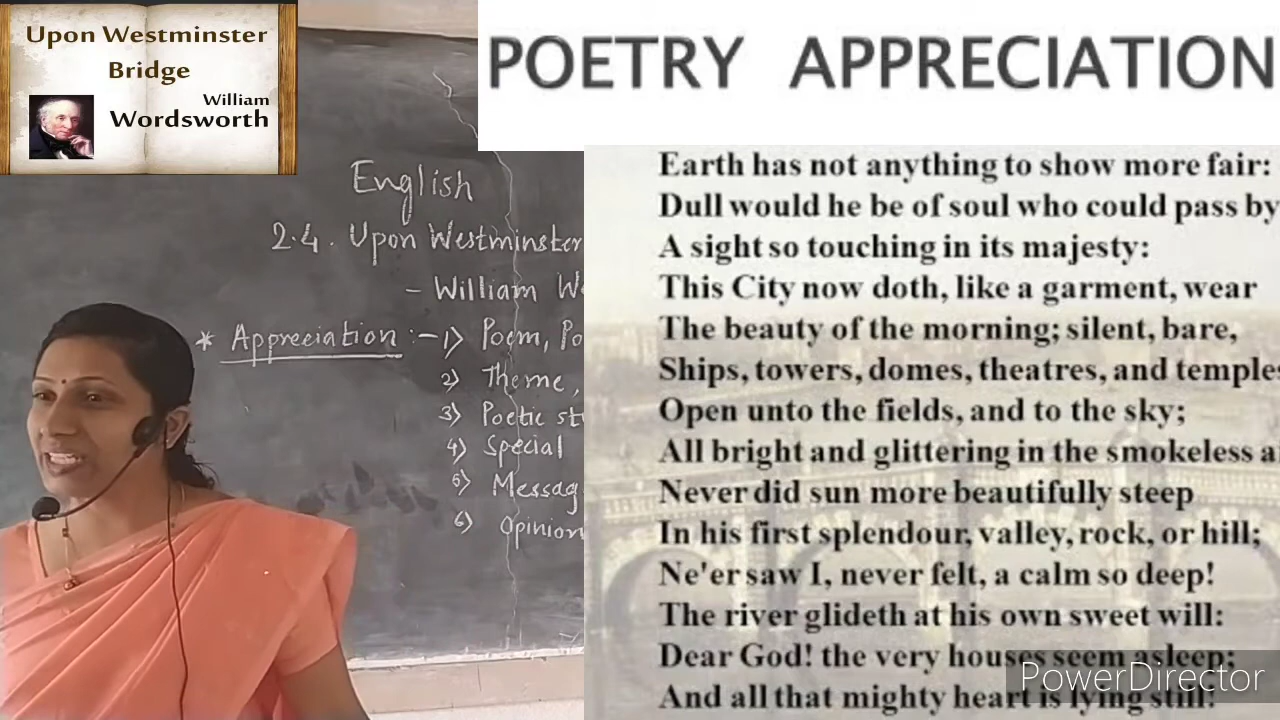 Upon Westminster
Bridge
William
Wordsworth
POETRY APPRECIATION
English
2.4. Upon Westminster
- William W
* Appreciation :- 1) Poem, Po
2) Theme,
3) Poetic st
4) Special
5) Messag
6) Opinion
Earth has not anything to show more fair:
Dull would he be of soul who could pass by
A sight so touching in its majesty:
This City now doth, like a garment, wear
The beauty of the morning; silent, bare,
Ships, towers, domes, theatres, and temples
Open unto the fields, and to the sky;
All bright and glittering in the smokeless a
Never did sun more beautifully steep
In his first splendour, valley, rock, or hill;
Ne'er saw I, never felt, a calm so deep!
The river glideth at his own sweet will:
Dear God! the very houses seem asleep;
And all that mighty heart is lying still!
PowerDirector